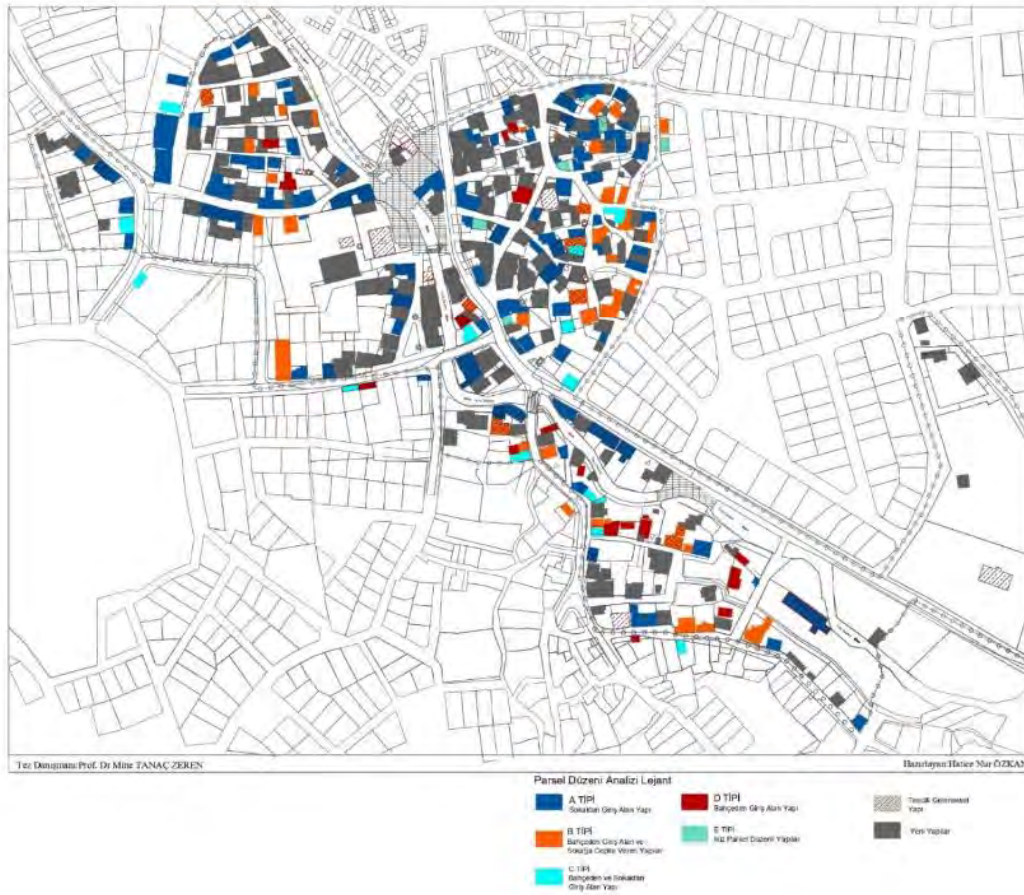 Tez Danışmanı Prof. Dr Mine TANAÇ ZEREN
Hazırlayan Hatice Nur ÖZKAN
Parsel Düzeni Analizi Lejant
A TİPİ
Sokaktan Giriş Alan Yapı
B TİPİ
Bahçeden Giriş Alan ve
Sokağa Cephe Veren Yapılar
C TİPİ
Bahçeden ve Sokaktan
Giriş Alan Yapı
D TİPİ
Bahçeden Giriş Alan Yapı
E TİPİ
Parsel Düzeni Yapılar
Tescilli Geleneksel
Yapı
Yeni Yapılar